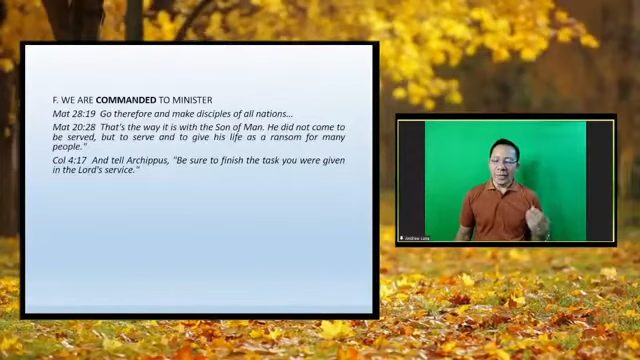 F. WE ARE COMMANDED TO MINISTER
Mat 28:19 Go therefore and make disciples of all nations…
Mat 20:28 That's the way it is with the Son of Man. He did not come to
be served, but to serve and to give his life as a ransom for many
people."
Col 4:17 And tell Archippus, "Be sure to finish the task you were given
in the Lord's service."
Andrew Luna